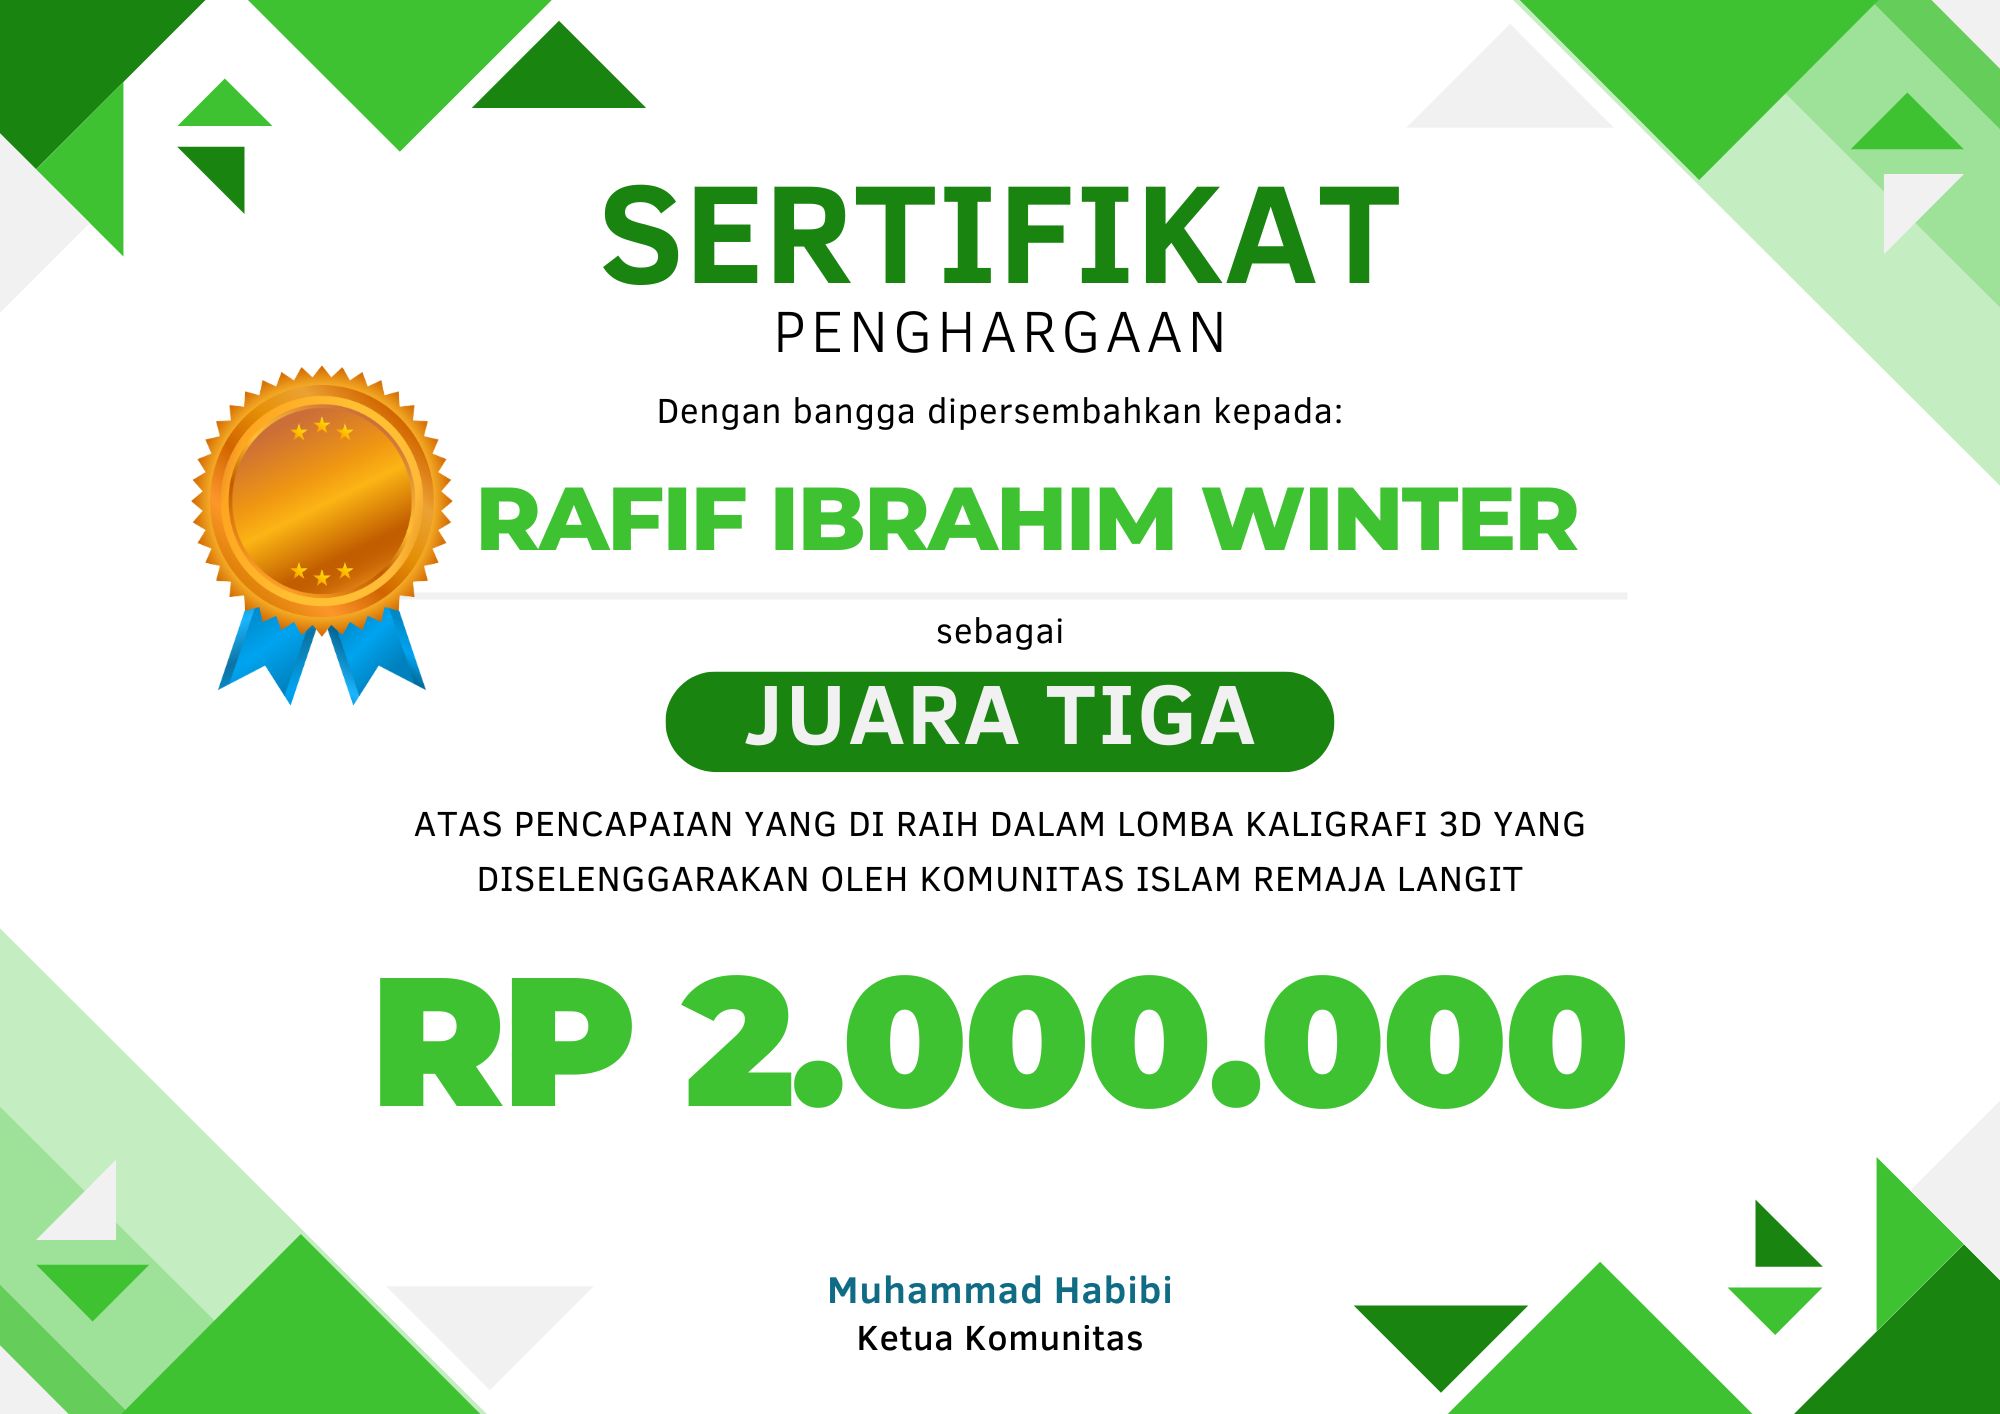 SERTIFIKAT
PENGHARGAAN
Dengan bangga dipersembahkan kepada:
RAFIF IBRAHIM WINTER
sebagai
JUARA TIGA
ATAS PENCAPAIAN YANG DI RAIH DALAM LOMBA KALIGRAFI 3D YANG
DISELENGGARAKAN OLEH KOMUNITAS ISLAM REMAJA LANGIT
RP 2.000.000
Muhammad Habibi
Ketua Komunitas